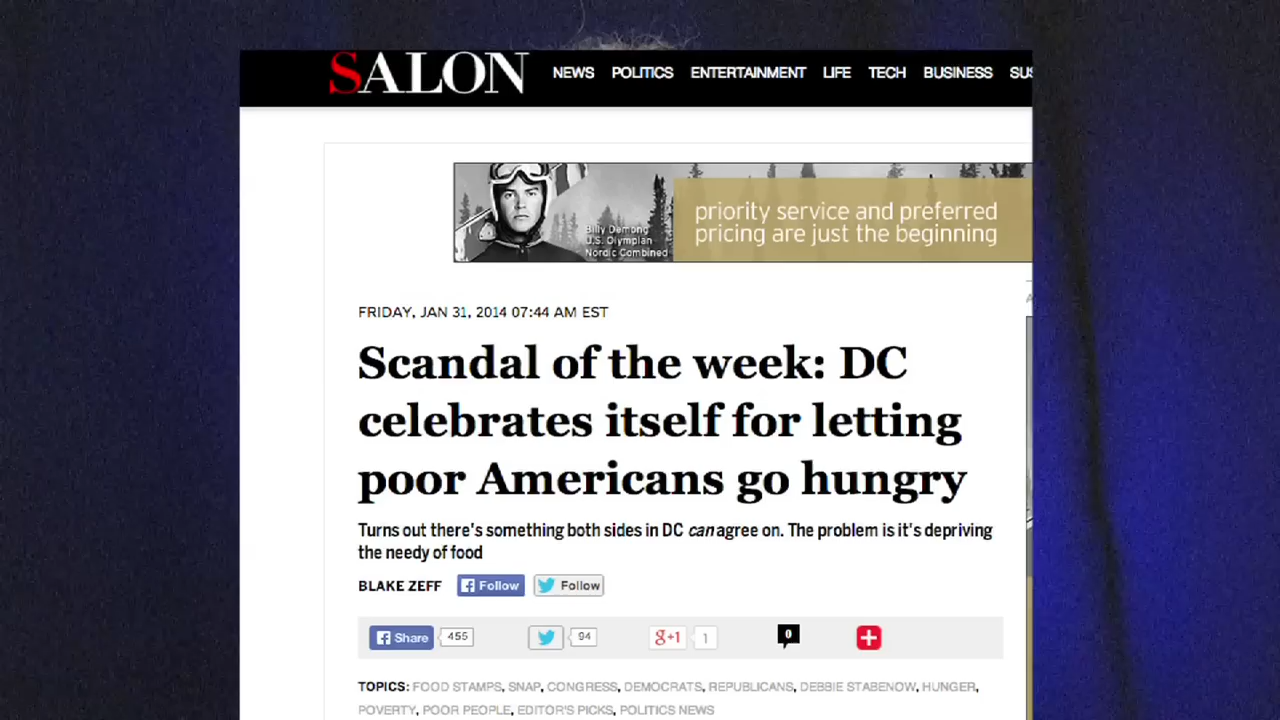 SALON NEWS POLITICS ENTERTAINMENT LIFE TECH BUSINESS
Billy Demong
U.S. Olympian
Nordic Combined
priority service and preferred
pricing are just the beginning
FRIDAY, JAN 31, 2014 07:44 AM EST
Scandal of the week: DC
celebrates itself for letting
poor Americans go hungry
Turns out there's something both sides in DC can agree on. The problem is it's depriving
the needy of food
BLAKE ZEFF Follow Follow
Share 455 94 g+1 1 0
TOPICS: FOOD STAMPS, SNAP, CONGRESS, DEMOCRATS, REPUBLICANS, DEBBIE STABENOW, HUNGER,
POVERTY, POOR PEOPLE, EDITOR'S PICKS, POLITICS NEWS